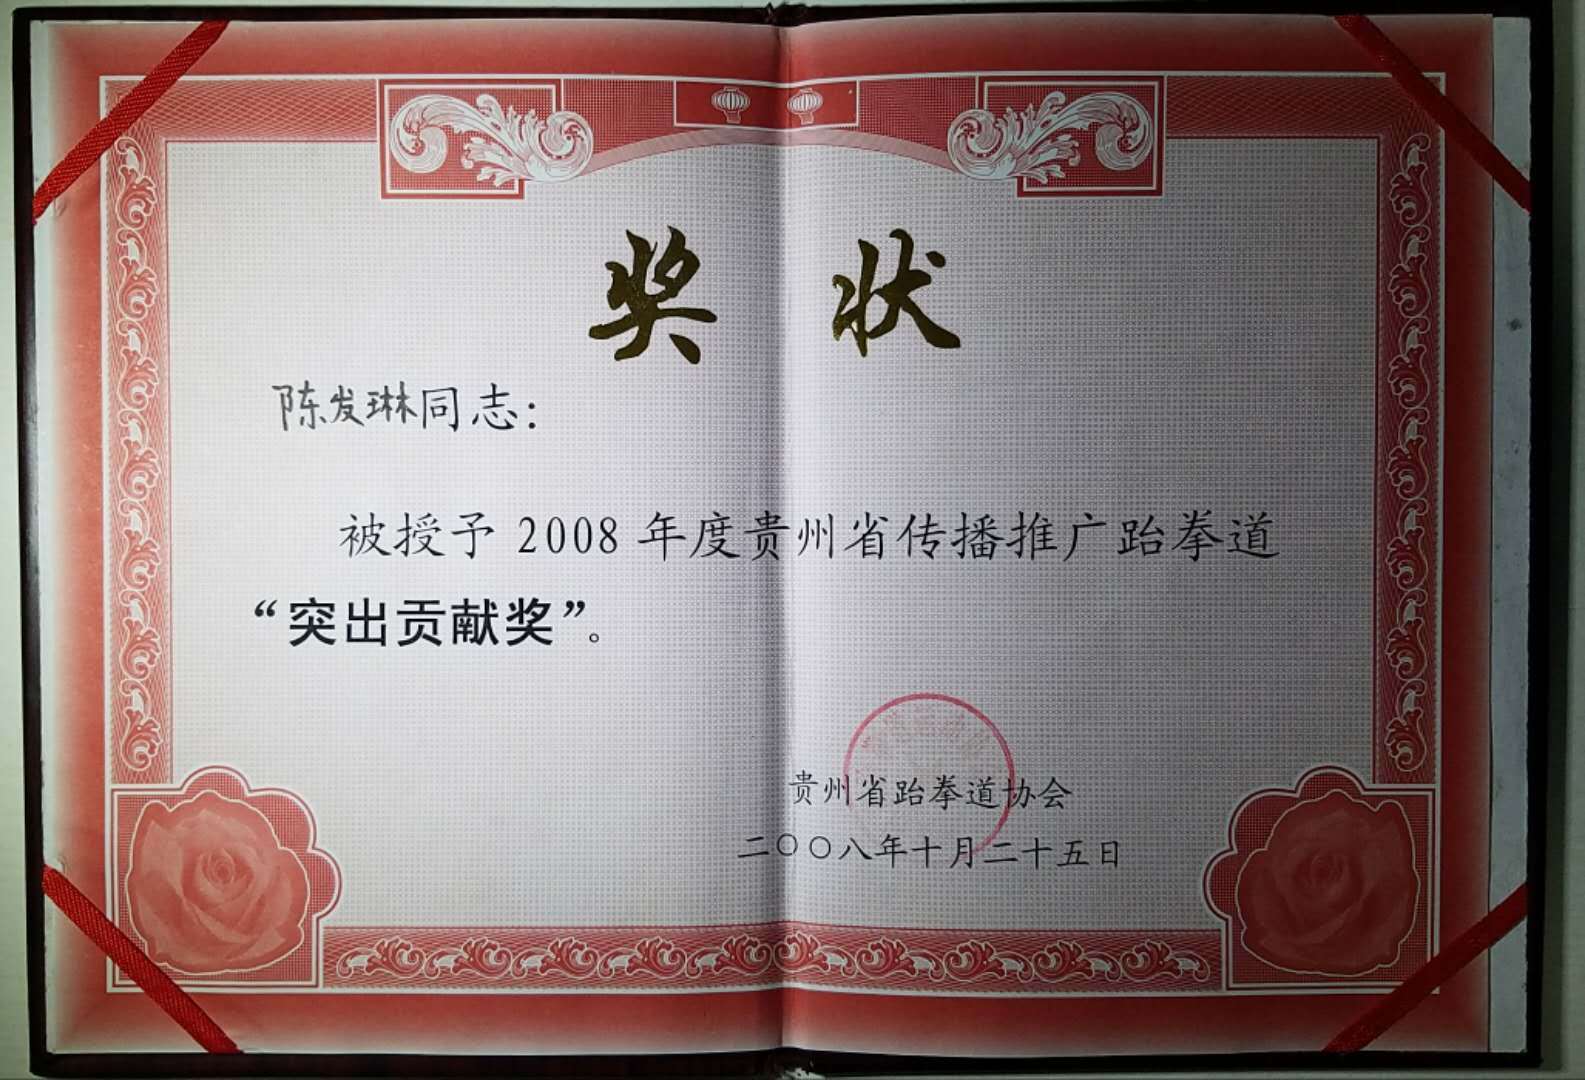 奖状
陈发琳同志：
被授予 2008 年度贵州省传播推广跆拳道
“突出贡献奖”。
贵州省跆拳道协会
二〇〇八年十月二十五日